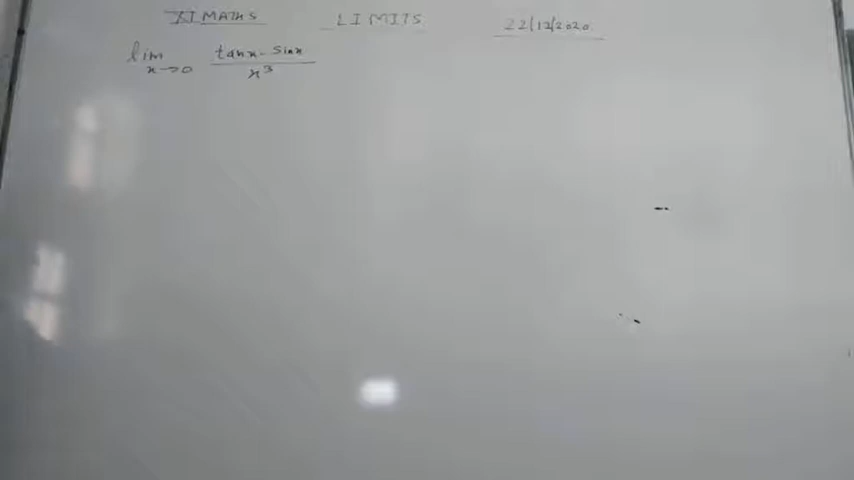 XI MATHS LIMITS 22/12/2020
lim x→0 tanx - sinx / x³